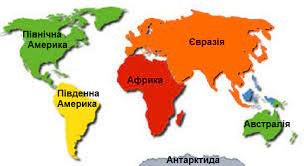 Північна
Америка
Євразія
Африка
Південна
Америка
Австралія
Антарктида